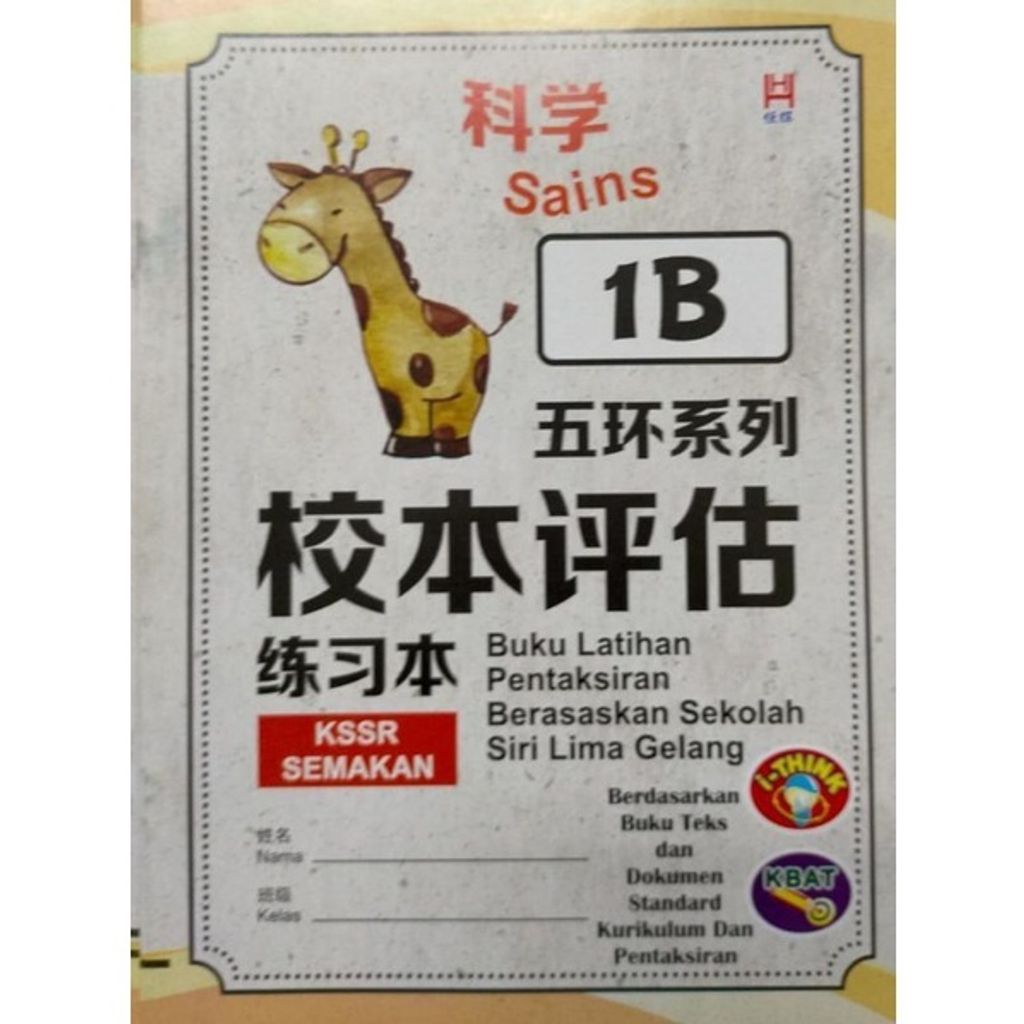 科学
Sains
1B
五环系列
校本评估
练习本
Buku Latihan
Pentaksiran
Berasaskan Sekolah
Siri Lima Gelang
KSSR
SEMAKAN
i-THINK
Berdasarkan
Buku Teks
dan
Dokumen
Standard
Kurikulum Dan
Pentaksiran
KBAT
姓名
Nama
班级
Kelas